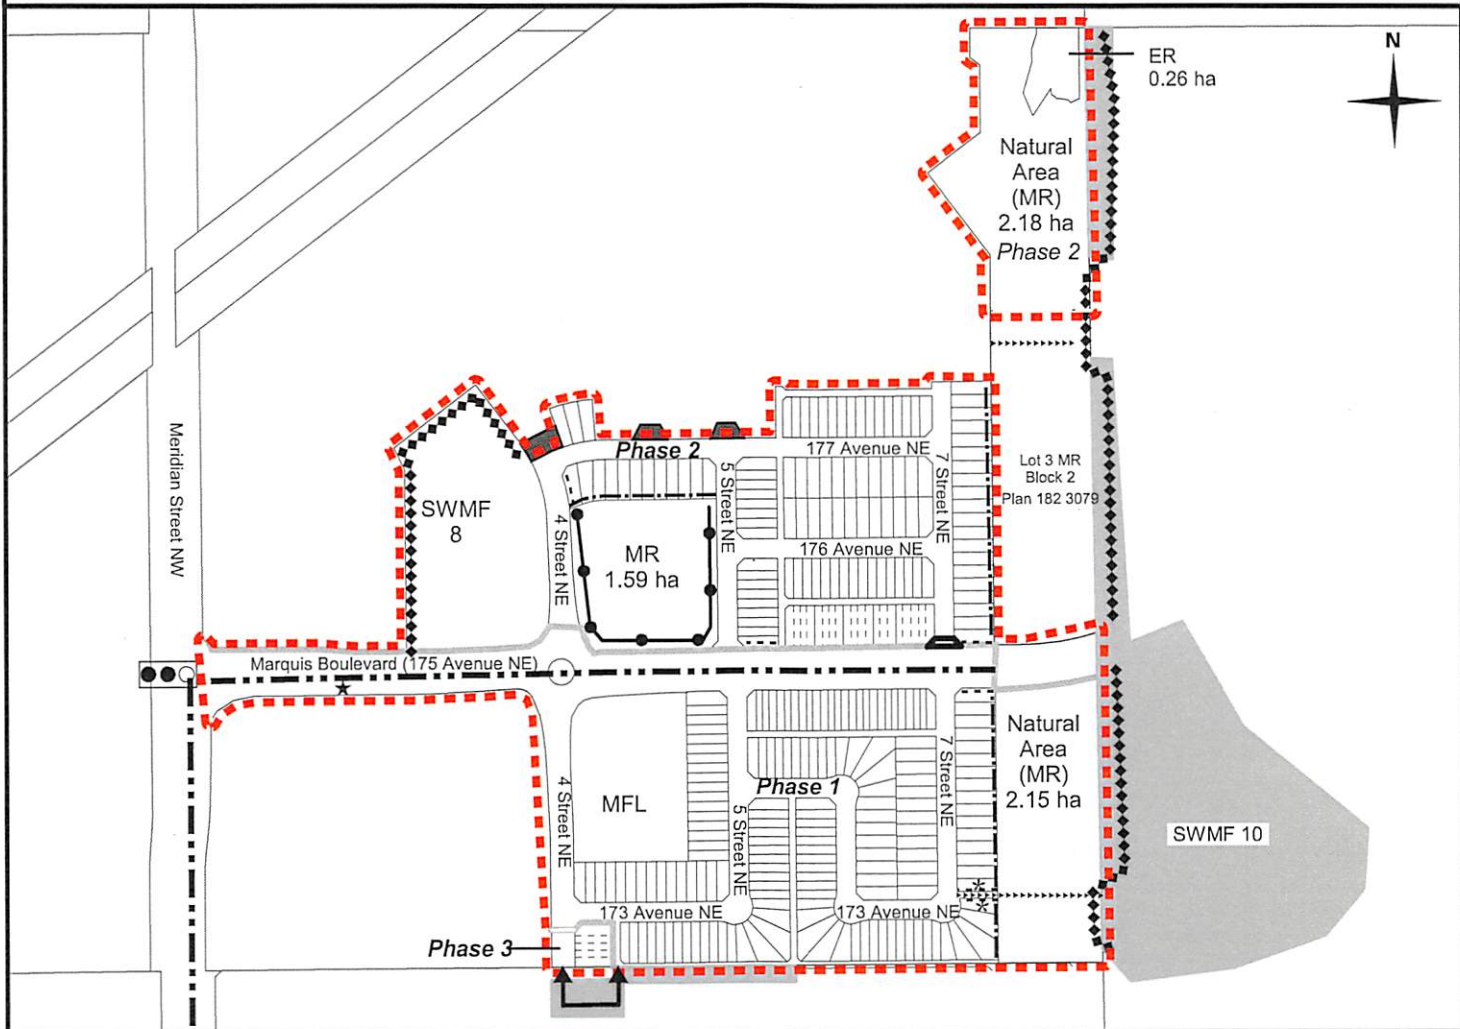 N
ER
0.26 ha
Natural
Area
(MR)
2.18 ha
Phase 2
Meridian Street NW
Phase 2
177 Avenue NE
5 Street NE
7 Street NE
Lot 3 MR
Block 2
Plan 182 3079
SWMF
8
4 Street NE
MR
1.59 ha
176 Avenue NE
Marquis Boulevard (175 Avenue NE)
Natural
Area
(MR)
2.15 ha
7 Street NE
Phase 1
4 Street NE
MFL
5 Street NE
SWMF 10
173 Avenue NE
173 Avenue NE
Phase 3